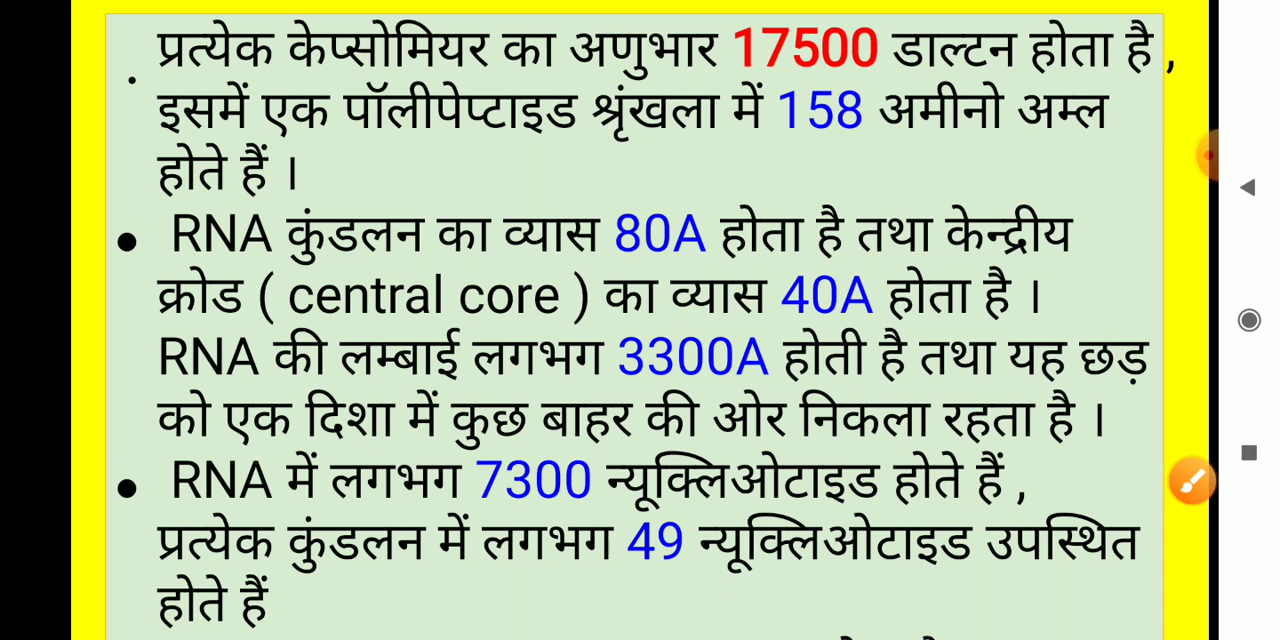 प्रत्येक केप्सोमियर का अणुभार 17500 डाल्टन होता है ,
इसमें एक पॉलीपेप्टाइड श्रृंखला में 158 अमीनो अम्ल
होते हैं ।
• RNA कुंडलन का व्यास 80A होता है तथा केन्द्रीय
क्रोड ( central core ) का व्यास 40A होता है ।
RNA की लम्बाई लगभग 3300A होती है तथा यह छड़
को एक दिशा में कुछ बाहर की ओर निकला रहता है ।
• RNA में लगभग 7300 न्यूक्लिओटाइड होते हैं ,
प्रत्येक कुंडलन में लगभग 49 न्यूक्लिओटाइड उपस्थित
होते हैं